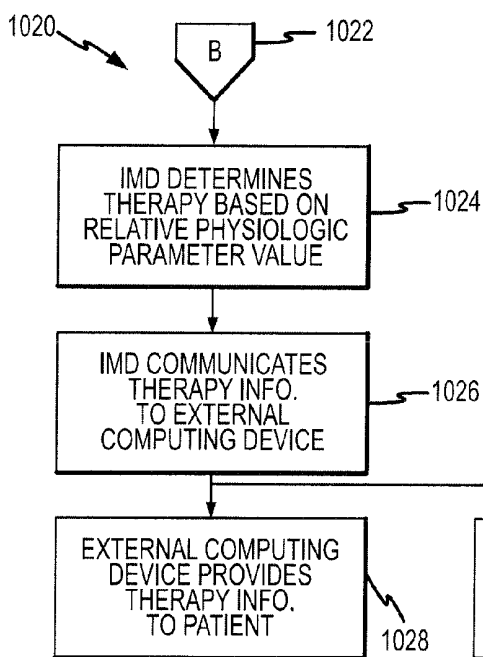 1020
B
1022
IMD DETERMINES
THERAPY BASED ON
RELATIVE PHYSIOLOGIC
PARAMETER VALUE
1024
IMD COMMUNICATES
THERAPY INFO.
TO EXTERNAL
COMPUTING DEVICE
1026
EXTERNAL COMPUTING
DEVICE PROVIDES
THERAPY INFO.
TO PATIENT
1028